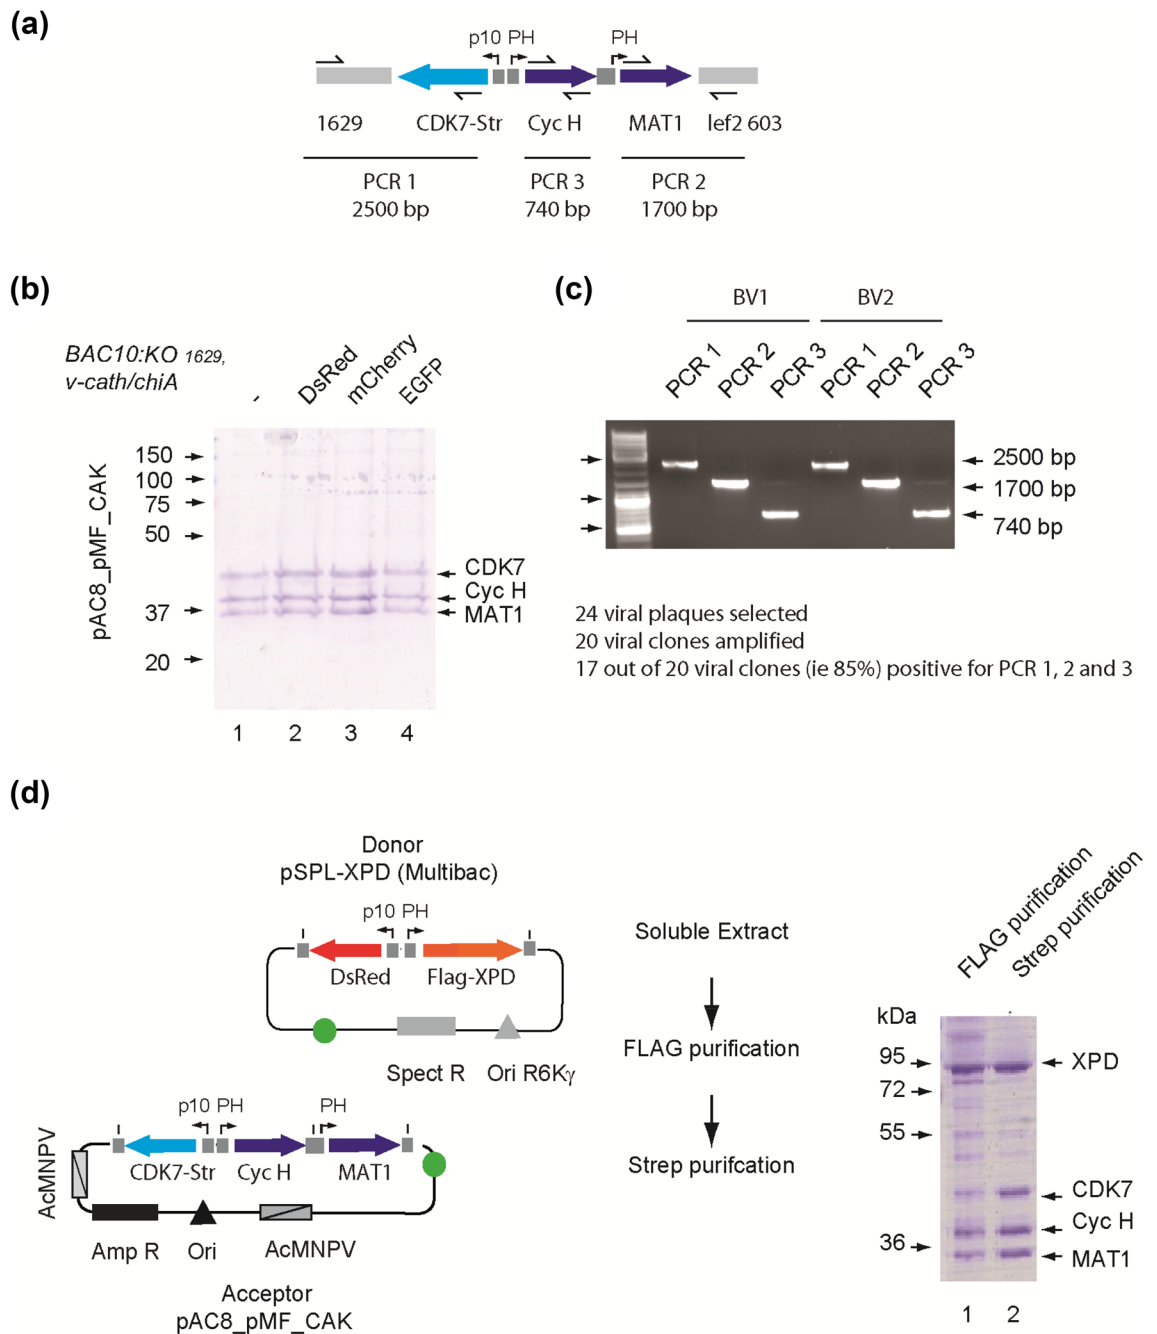 (a)
p10 PH PH
1629 CDK7-Str Cyc H MAT1 lef2 603
PCR 1 PCR 3 PCR 2
2500 bp 740 bp 1700 bp
(b)
BAC10:KO 1629,
v-cath/chiA
- DsRed mCherry EGFP
pAC8_pMF_CAK
150
100
75
50
37
20
CDK7
Cyc H
MAT1
1 2 3 4
(c)
BV1 BV2
PCR 1 PCR 2 PCR 3 PCR 1 PCR 2 PCR 3
2500 bp
1700 bp
740 bp
24 viral plaques selected
20 viral clones amplified
17 out of 20 viral clones (ie 85%) positive for PCR 1, 2 and 3
(d)
Donor
pSPL-XPD (Multibac)
p10 PH
DsRed Flag-XPD
Spect R Ori R6Kγ
p10 PH PH
CDK7-Str Cyc H MAT1
AcMNPV
Amp R Ori AcMNPV
Acceptor
pAC8_pMF_CAK
Soluble Extract
FLAG purification
Strep purifcation
FLAG purification
Strep purification
kDa
95
72
55
36
XPD
CDK7
Cyc H
MAT1
1 2